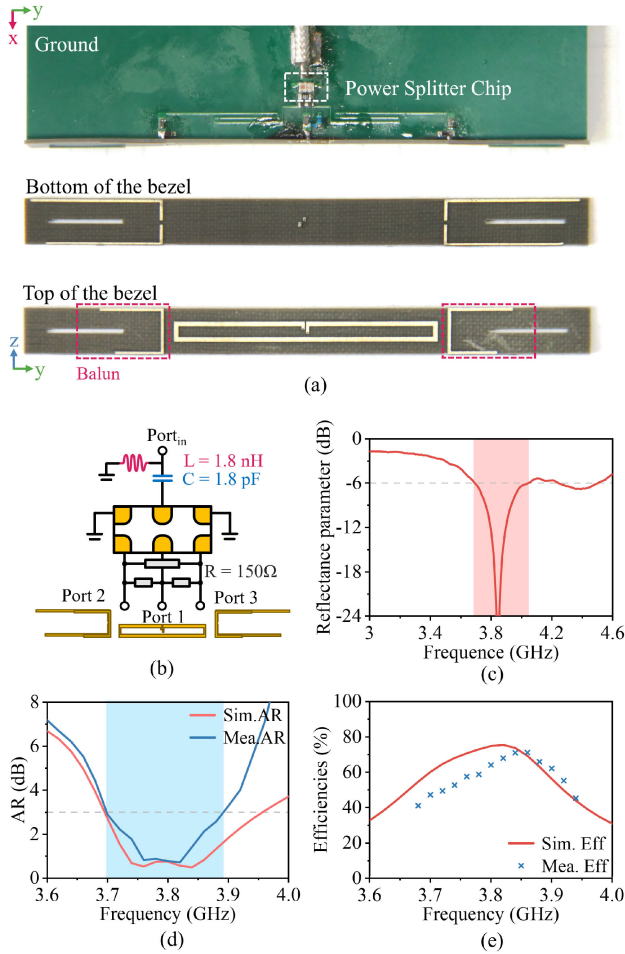 y
x
Ground
Power Splitter Chip
Bottom of the bezel
Top of the bezel
z
y
Balun
(a)
Portin
L = 1.8 nH
C = 1.8 pF
R = 150Ω
Port 2
Port 1
Port 3
(b)
Reflectance parameter (dB)
-0
-6
-12
-18
-24
3
3.4
3.8
4.2
4.6
Frequence (GHz)
(c)
AR (dB)
8
6
4
2
0
Sim.AR
Mea.AR
3.6
3.7
3.8
3.9
4.0
Frequency (GHz)
(d)
Efficiencies (%)
100
80
60
40
20
0
Sim. Eff
Mea. Eff
3.6
3.7
3.8
3.9
4.0
Frequency (GHz)
(e)